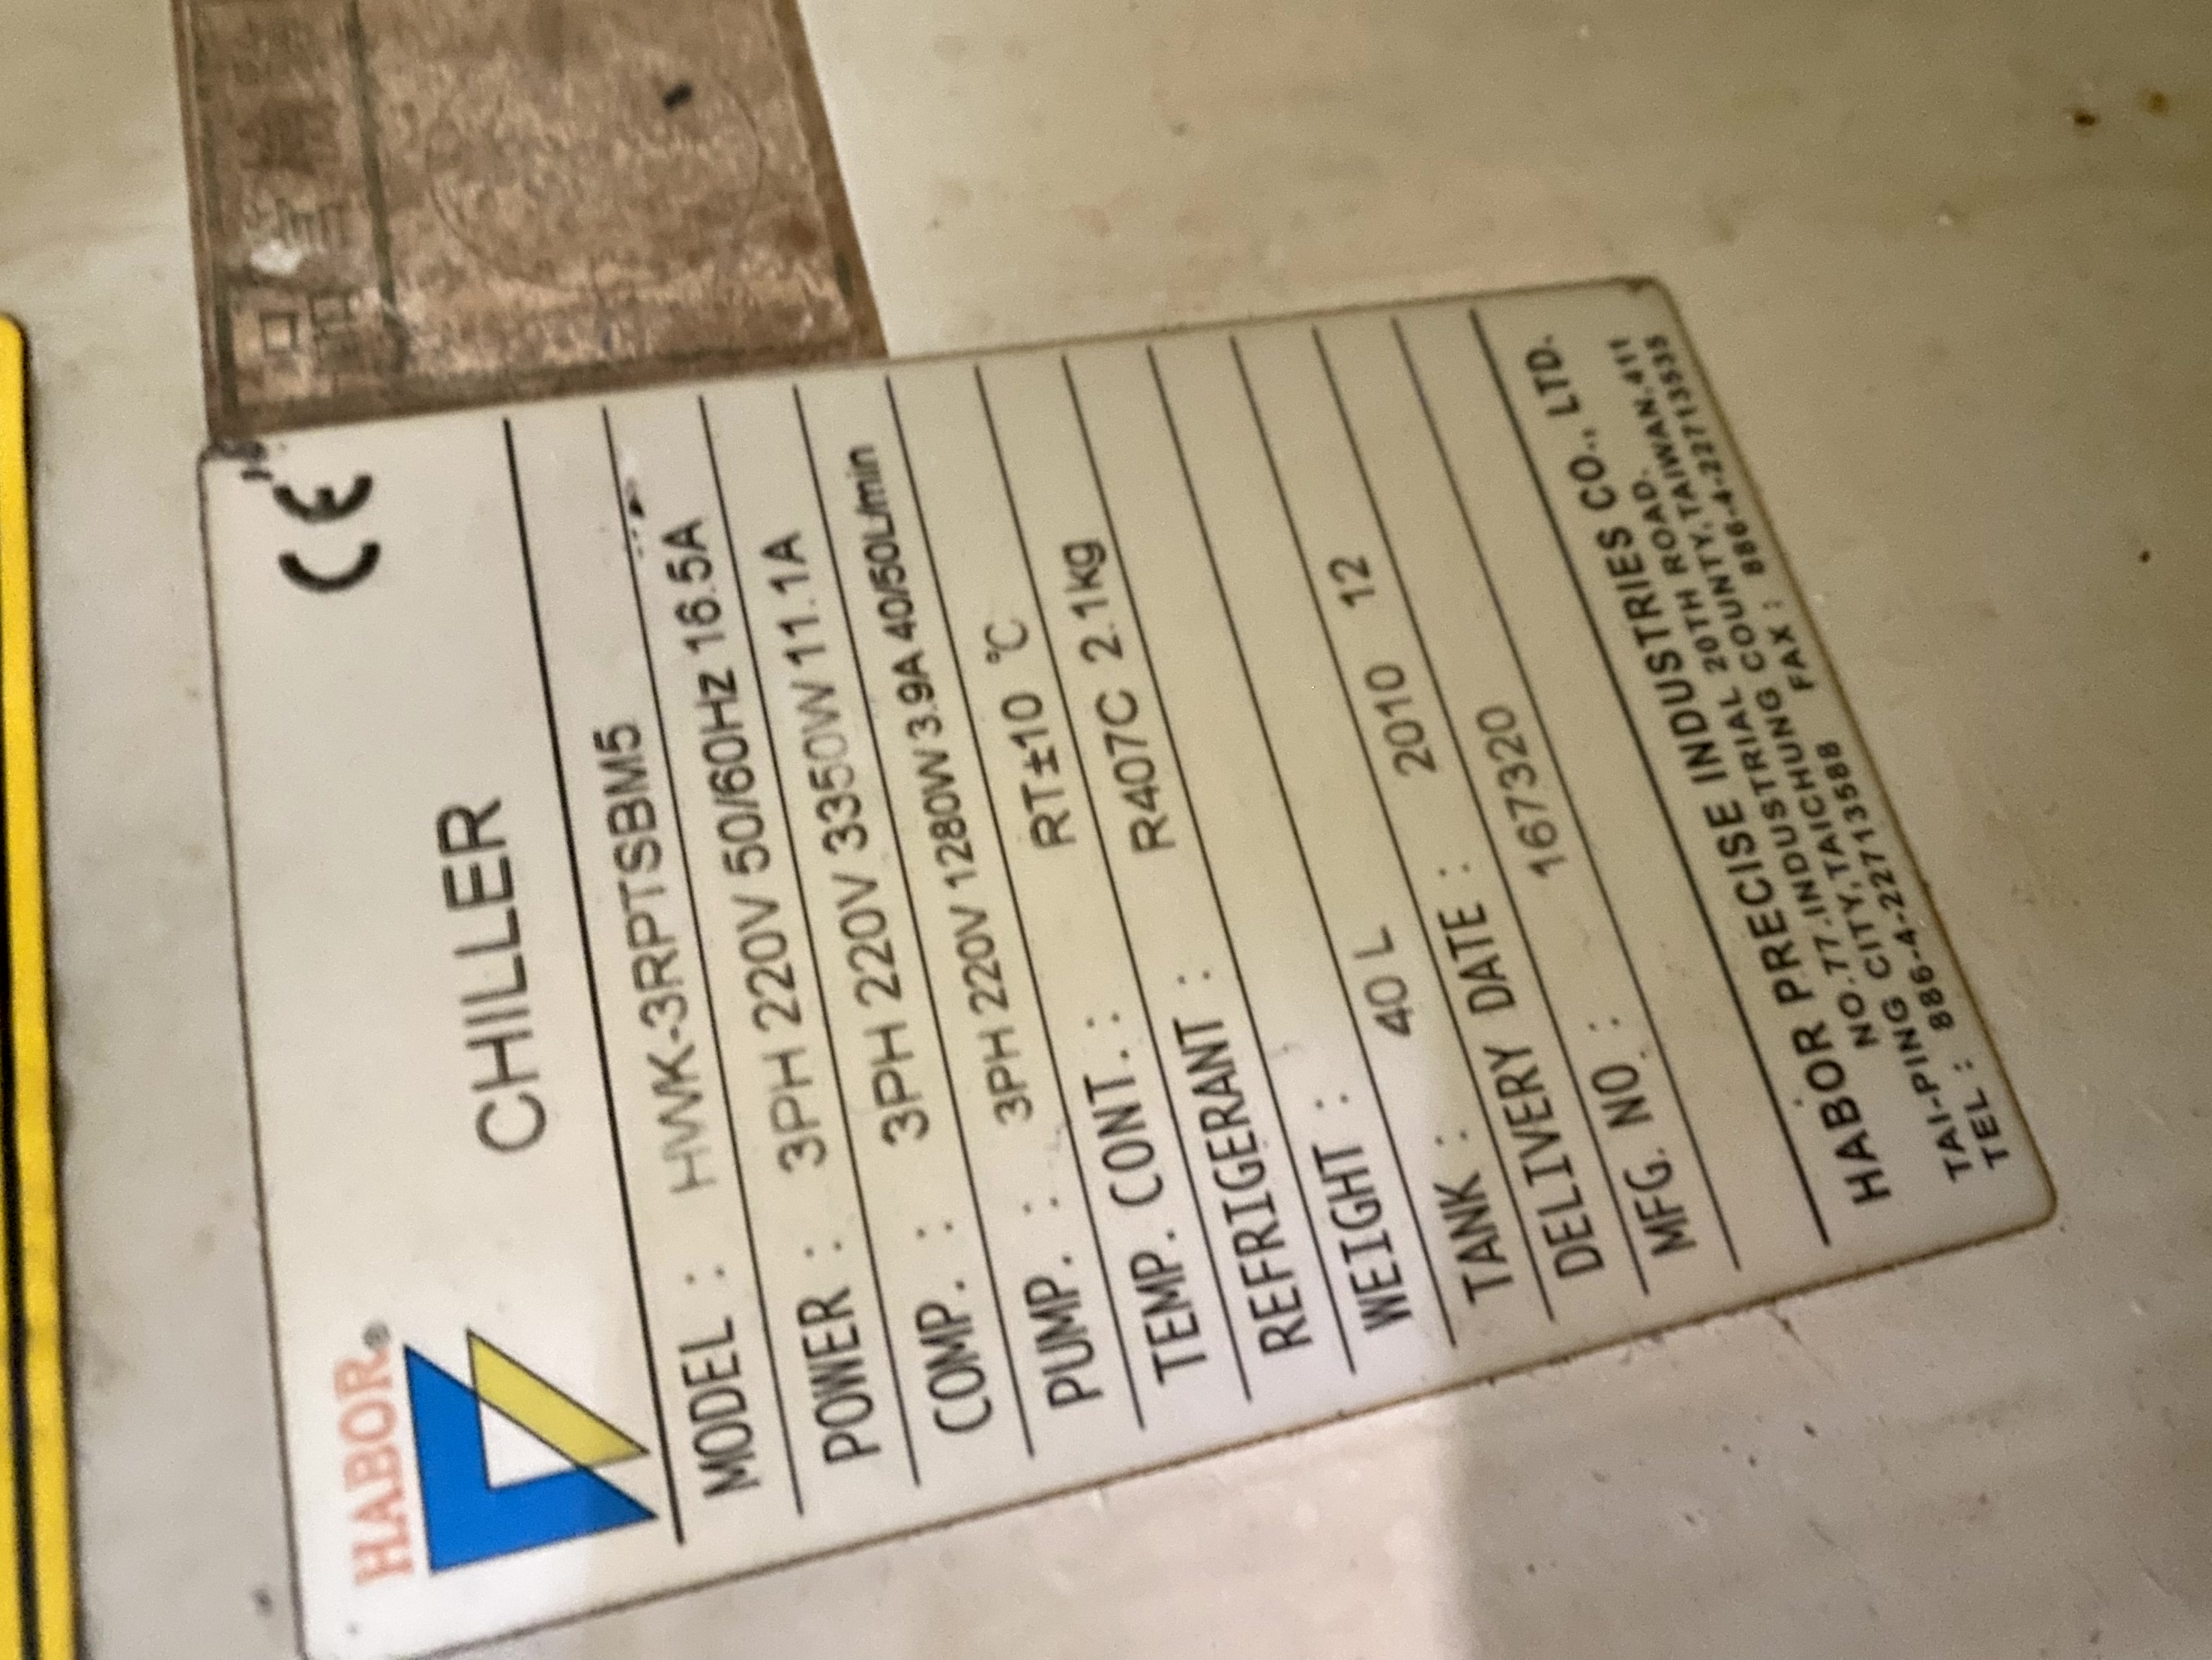 HABOR®
CE
CHILLER
MODEL : HWK-3RPTSBM5
POWER : 3PH 220V 50/60Hz 16.5A
COMP. : 3PH 220V 3350W 11.1A
PUMP. : 3PH 220V 1280W 3.9A 40/50L/min
TEMP. CONT. : RT±10 ℃
REFRIGERANT : R407C 2.1kg
WEIGHT :
TANK : 40 L
DELIVERY DATE : 2010 12
MFG. NO : 167320
HABOR PRECISE INDUSTRIES CO., LTD.
NO.77.INDUSTRIAL 20TH ROAD.
TAI-PING CITY,TAICHUNG COUNTY,TAIWAN.411
TEL : 886-4-22713588 FAX : 886-4-22713535
品管檢